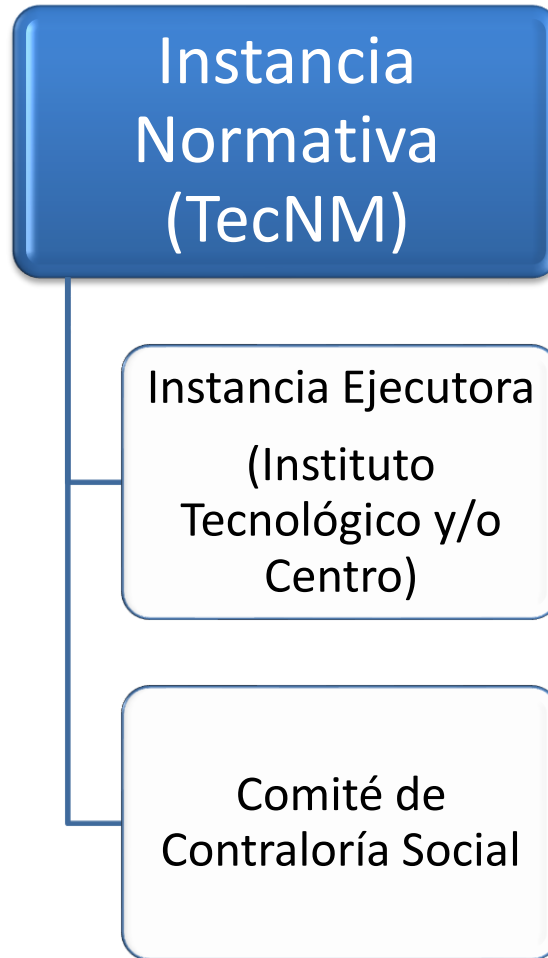 Instancia
Normativa
(TecNM)
Instancia Ejecutora
(Instituto
Tecnológico y/o
Centro)
Comité de
Contraloría Social